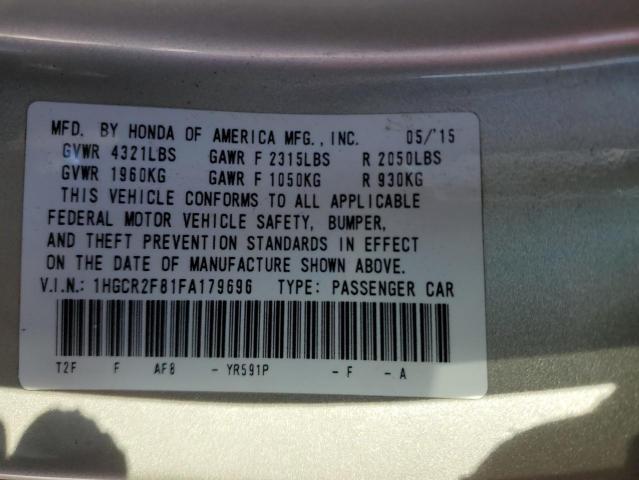 MFD. BY HONDA OF AMERICA MFG., INC. 05/'15
GVWR 4321LBS GAWR F 2315LBS R 2050LBS
GVWR 1960KG GAWR F 1050KG R 930KG
THIS VEHICLE CONFORMS TO ALL APPLICABLE
FEDERAL MOTOR VEHICLE SAFETY, BUMPER,
AND THEFT PREVENTION STANDARDS IN EFFECT
ON THE DATE OF MANUFACTURE SHOWN ABOVE.
V.I.N.: 1HGCR2F81FA179696 TYPE: PASSENGER CAR
T2F F AF8 - YR591P - F - A